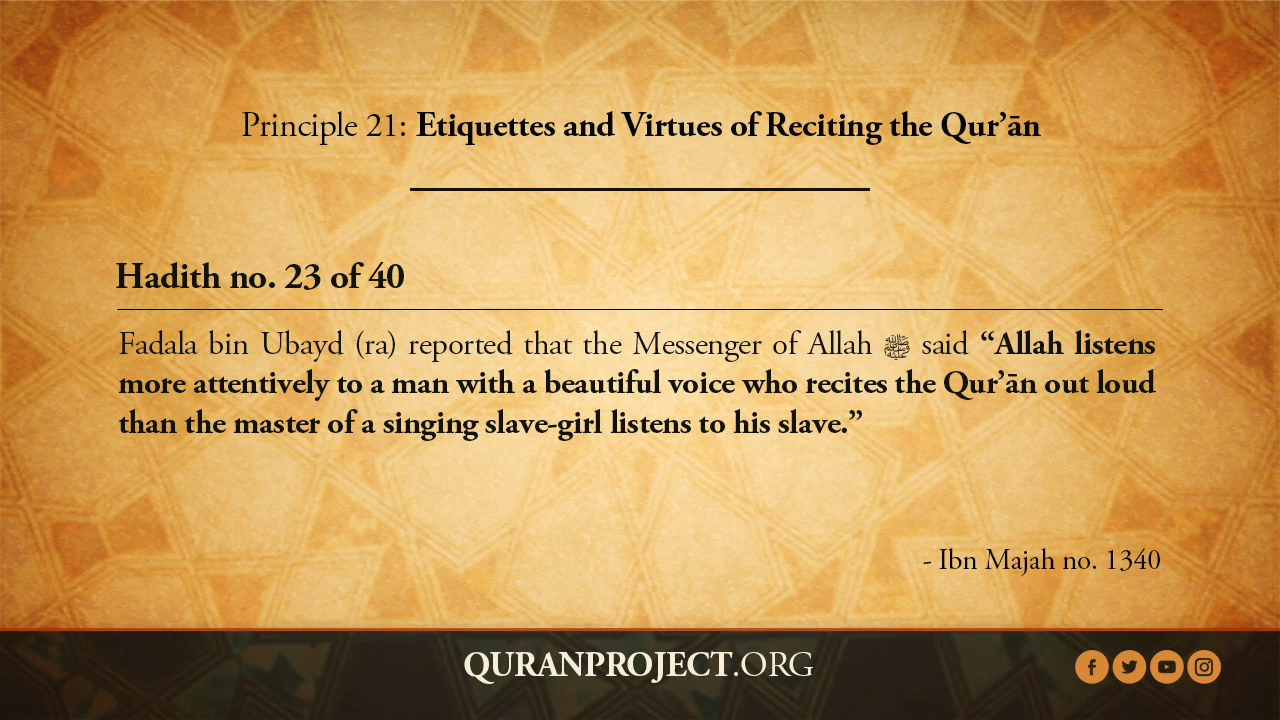 Principle 21: Etiquettes and Virtues of Reciting the Qur’ān
Hadith no. 23 of 40
Fadala bin Ubayd (ra) reported that the Messenger of Allah ﷺ said “Allah listens
more attentively to a man with a beautiful voice who recites the Qur’ān out loud
than the master of a singing slave-girl listens to his slave.”
- Ibn Majah no. 1340
QURANPROJECT.ORG